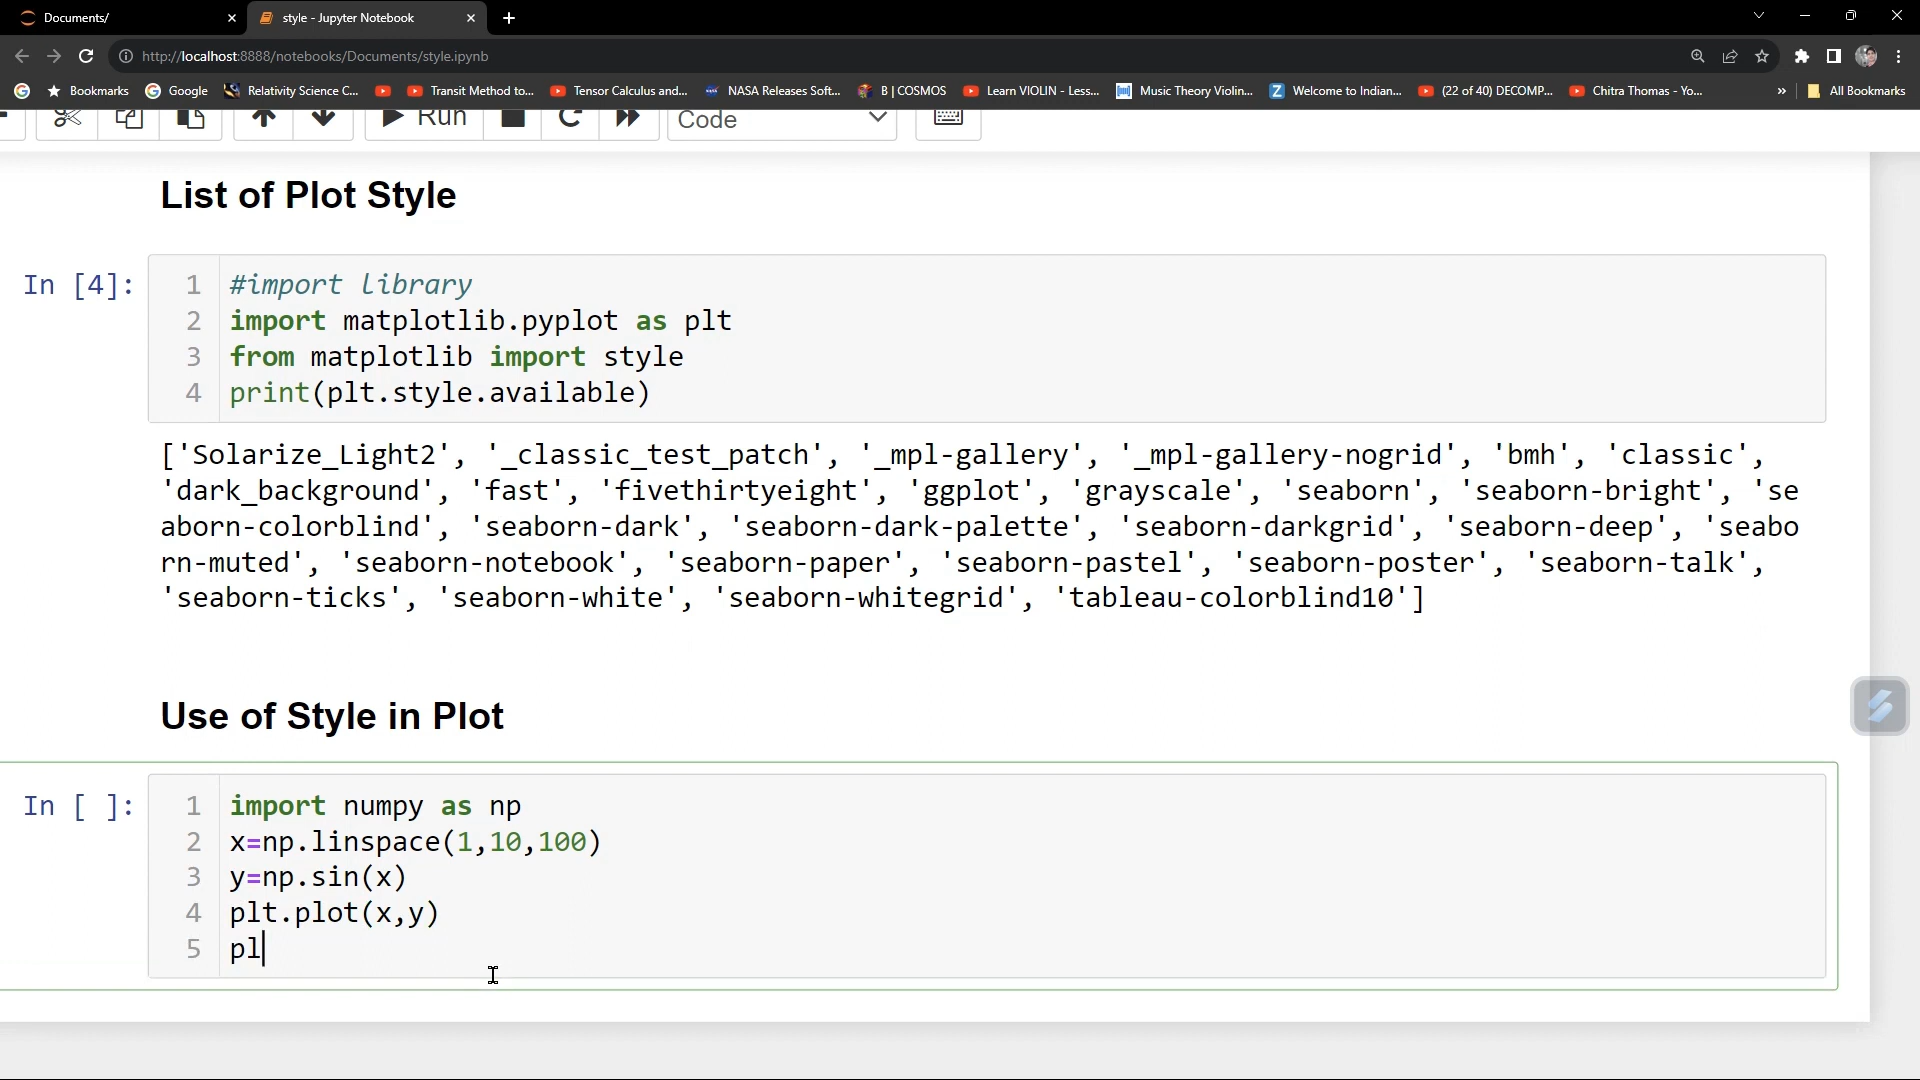 Documents/
style - Jupyter Notebook
http://localhost:8888/notebooks/Documents/style.ipynb
Bookmarks Google Relativity Science C... Transit Method to... Tensor Calculus and... NASA Releases Soft... B | COSMOS Learn VIOLIN - Less... Music Theory Violin... Welcome to Indian... (22 of 40) DECOMP... Chitra Thomas - Yo... » All Bookmarks
Run Code
List of Plot Style
In [4]:
1 #import library
2 import matplotlib.pyplot as plt
3 from matplotlib import style
4 print(plt.style.available)
['Solarize_Light2', '_classic_test_patch', '_mpl-gallery', '_mpl-gallery-nogrid', 'bmh', 'classic',
'dark_background', 'fast', 'fivethirtyeight', 'ggplot', 'grayscale', 'seaborn', 'seaborn-bright', 'se
aborn-colorblind', 'seaborn-dark', 'seaborn-dark-palette', 'seaborn-darkgrid', 'seaborn-deep', 'seabo
rn-muted', 'seaborn-notebook', 'seaborn-paper', 'seaborn-pastel', 'seaborn-poster', 'seaborn-talk',
'seaborn-ticks', 'seaborn-white', 'seaborn-whitegrid', 'tableau-colorblind10']
Use of Style in Plot
In [ ]:
1 import numpy as np
2 x=np.linspace(1,10,100)
3 y=np.sin(x)
4 plt.plot(x,y)
5 pl